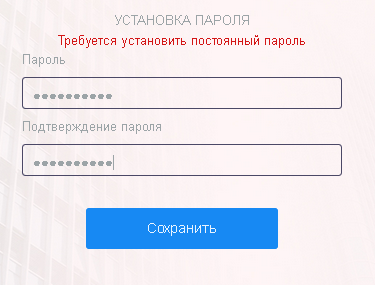 УСТАНОВКА ПАРОЛЯ
Требуется установить постоянный пароль
Пароль
••••••••••
Подтверждение пароля
••••••••••
Сохранить